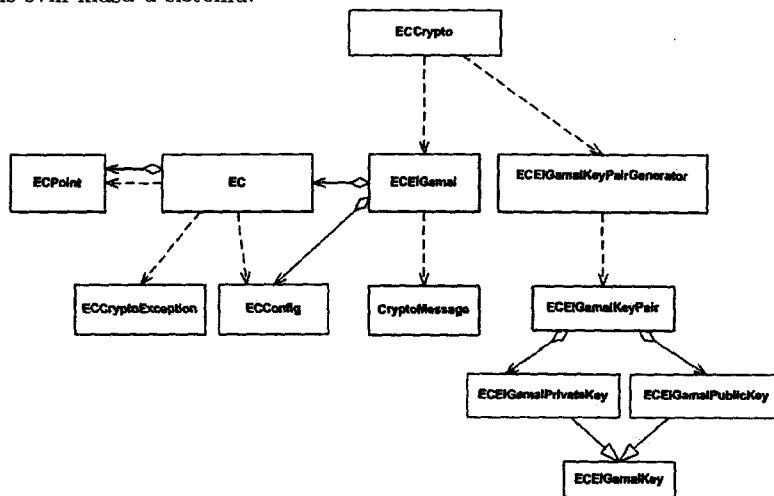 ECCrypto
ECPoint
EC
ECElGamal
ECElGamalKeyPairGenerator
ECCryptoException
ECConfig
CryptoMessage
ECElGamalKeyPair
ECElGamalPrivateKey
ECElGamalPublicKey
ECElGamalKey